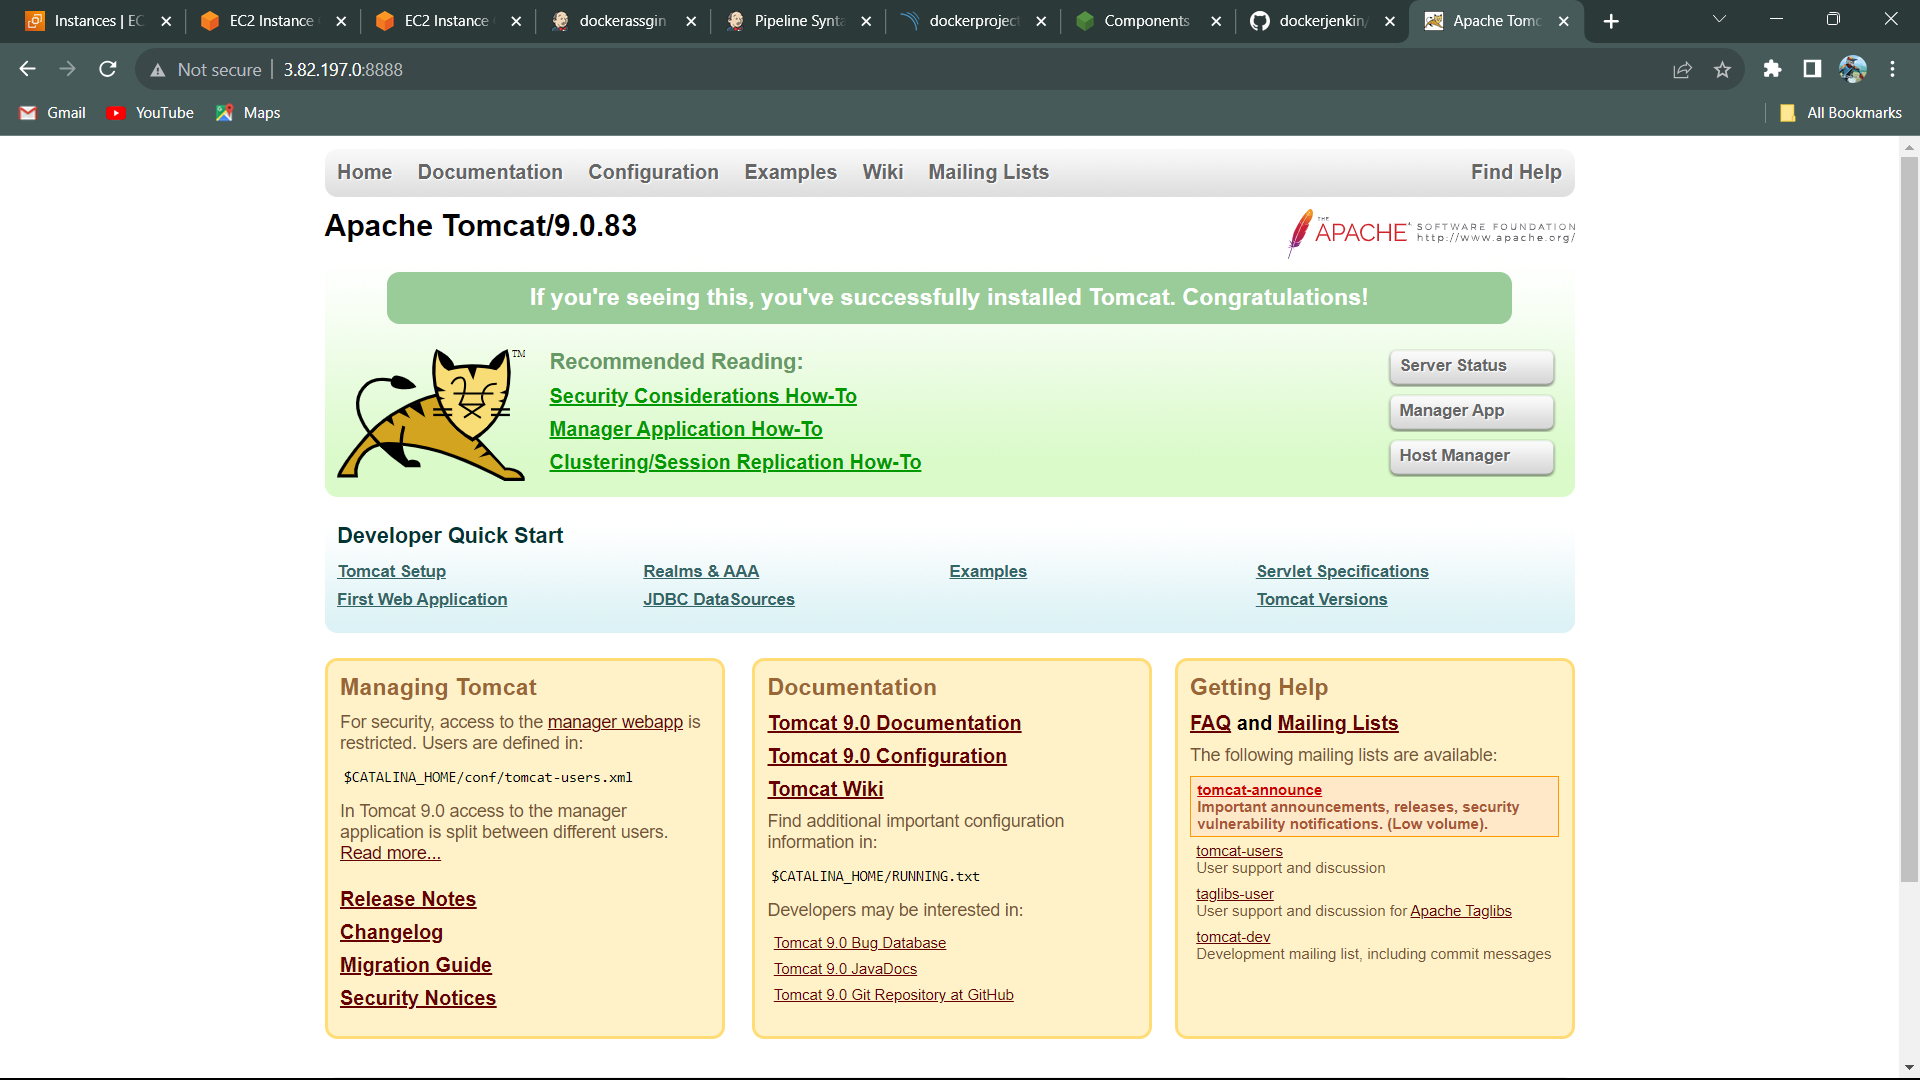 Instances | EC
EC2 Instance
EC2 Instance
dockerassgin
Pipeline Synta
dockerproject
Components
dockerjenkin/
Apache Tomc
Not secure
3.82.197.0:8888
Gmail
YouTube
Maps
All Bookmarks
Home Documentation Configuration Examples Wiki Mailing Lists Find Help
Apache Tomcat/9.0.83
THE
APACHE
SOFTWARE FOUNDATION
http://www.apache.org/
If you're seeing this, you've successfully installed Tomcat. Congratulations!
TM
Recommended Reading:
Security Considerations How-To
Manager Application How-To
Clustering/Session Replication How-To
Server Status
Manager App
Host Manager
Developer Quick Start
Tomcat Setup
First Web Application
Realms & AAA
JDBC DataSources
Examples
Servlet Specifications
Tomcat Versions
Managing Tomcat
For security, access to the manager webapp is
restricted. Users are defined in:
$CATALINA_HOME/conf/tomcat-users.xml
In Tomcat 9.0 access to the manager
application is split between different users.
Read more...
Release Notes
Changelog
Migration Guide
Security Notices
Documentation
Tomcat 9.0 Documentation
Tomcat 9.0 Configuration
Tomcat Wiki
Find additional important configuration
information in:
$CATALINA_HOME/RUNNING.txt
Developers may be interested in:
Tomcat 9.0 Bug Database
Tomcat 9.0 JavaDocs
Tomcat 9.0 Git Repository at GitHub
Getting Help
FAQ and Mailing Lists
The following mailing lists are available:
tomcat-announce
Important announcements, releases, security
vulnerability notifications. (Low volume).
tomcat-users
User support and discussion
taglibs-user
User support and discussion for Apache Taglibs
tomcat-dev
Development mailing list, including commit messages